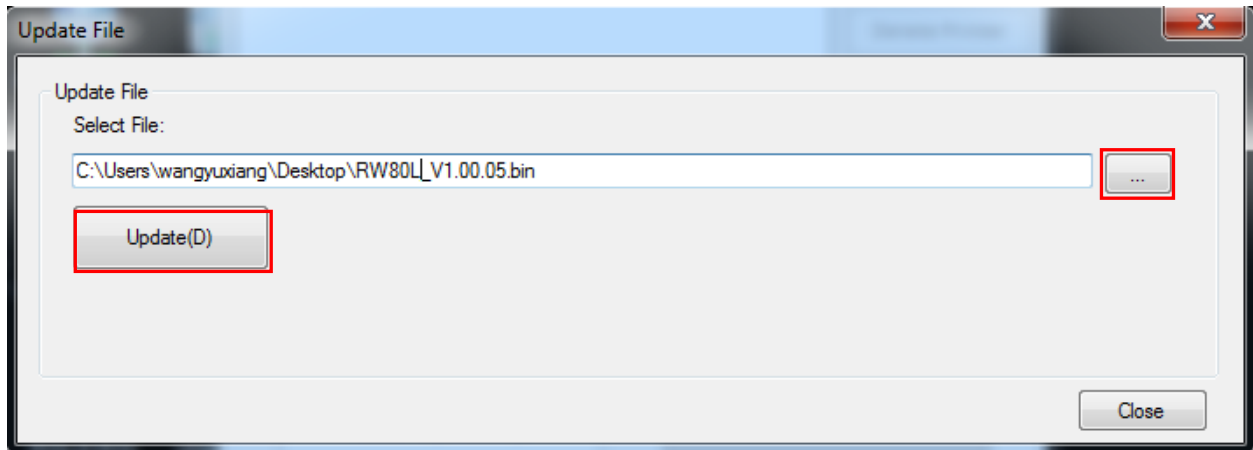 Update File
Update File
Select File:
C:\Users\wangyuxiang\Desktop\RW80L_V1.00.05.bin
...
Update(D)
Close